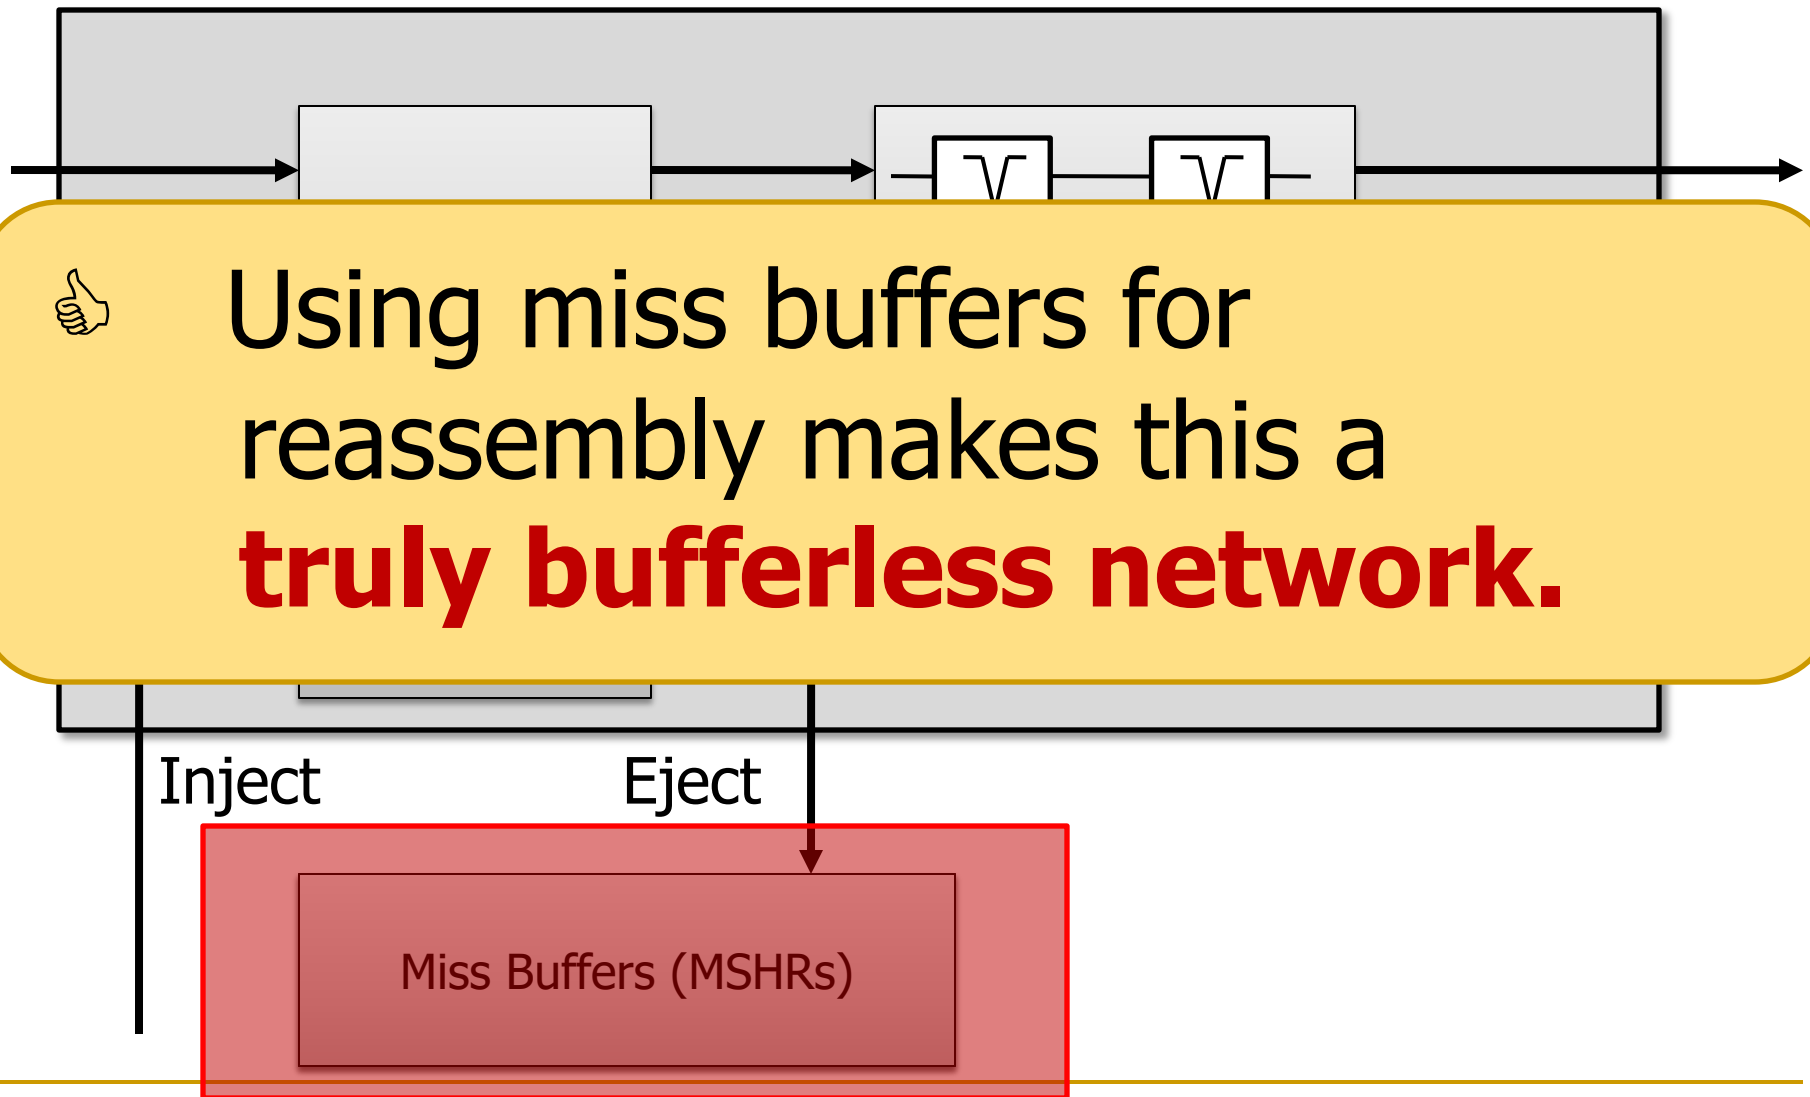 Using miss buffers for
reassembly makes this a
truly bufferless network.
Inject Eject
Miss Buffers (MSHRs)